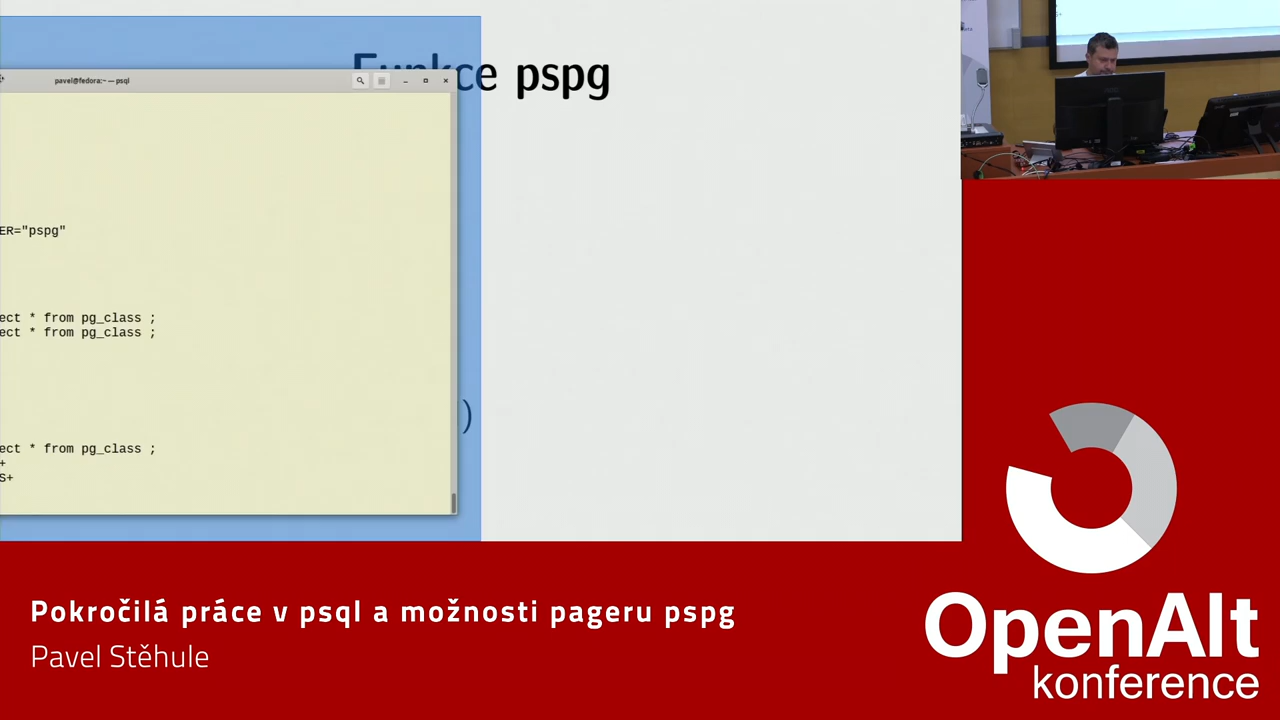 Funkce pspg
pavel@fedora:~ — psql
ER="pspg"
ect * from pg_class ;
ect * from pg_class ;
)
ect * from pg_class ;
+
S+
Pokročilá práce v psql a možnosti pageru pspg
Pavel Stěhule
OpenAlt
konference